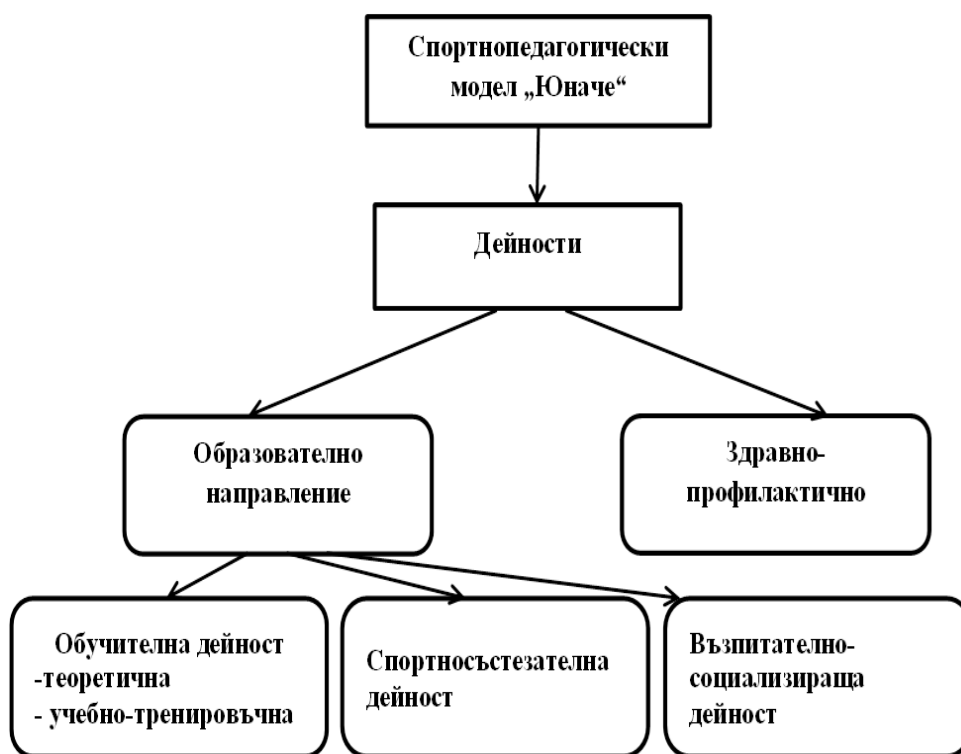 Спортнопедагогически
модел „Юначе“
Дейности
Образователно
направление
Здравно-
профилактично
Обучителна дейност
-теоретична
- учебно-тренировъчна
Спортносъстезателна
дейност
Възпитателно-
социализираща
дейност